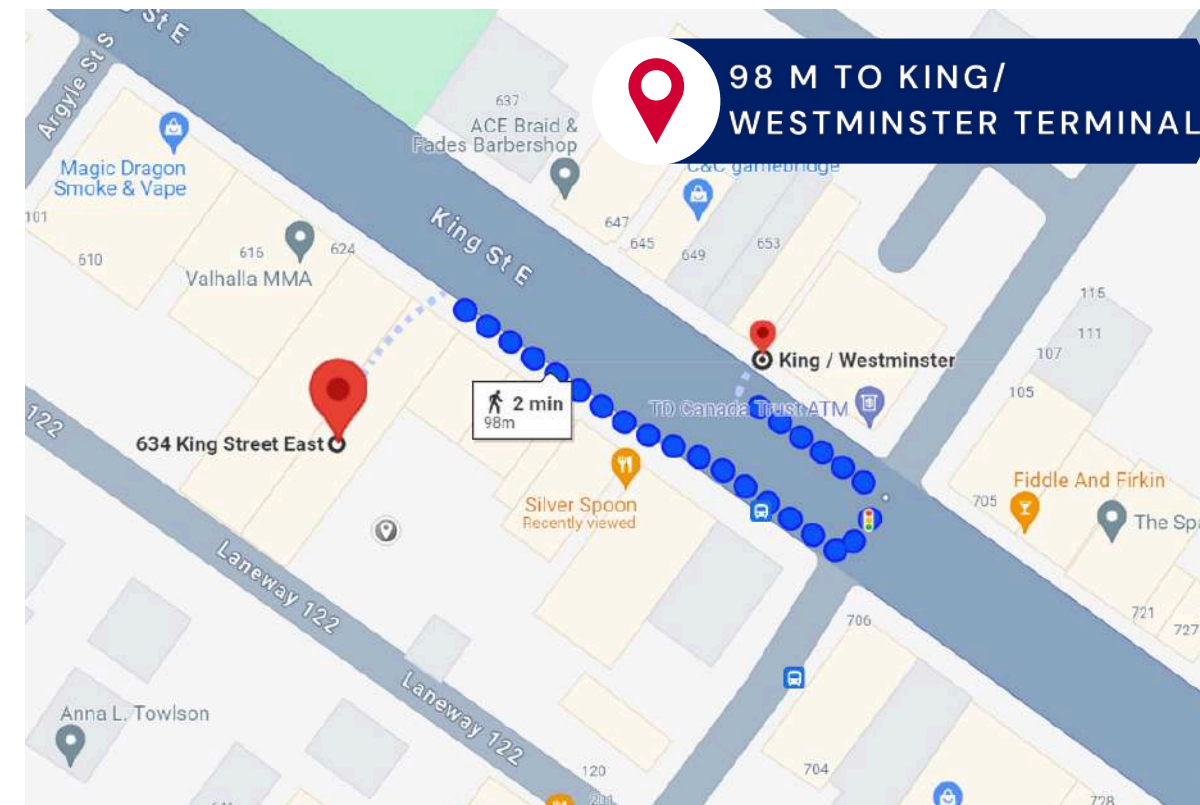 St E
Argyle St S
98 M TO KING/
WESTMINSTER TERMINAL
637
ACE Braid &
Fades Barbershop
C&C gamebridge
Magic Dragon
Smoke & Vape
101
610
616
624
Valhalla MMA
King St E
647
645
649
653
115
111
107
105
King / Westminster
2 min
98m
TD Canada Trust ATM
122
634 King Street East
Silver Spoon
Recently viewed
Fiddle And Firkin
705
Laneway 122
706
721
727
Laneway 122
Anna L. Towlson
120
704
728